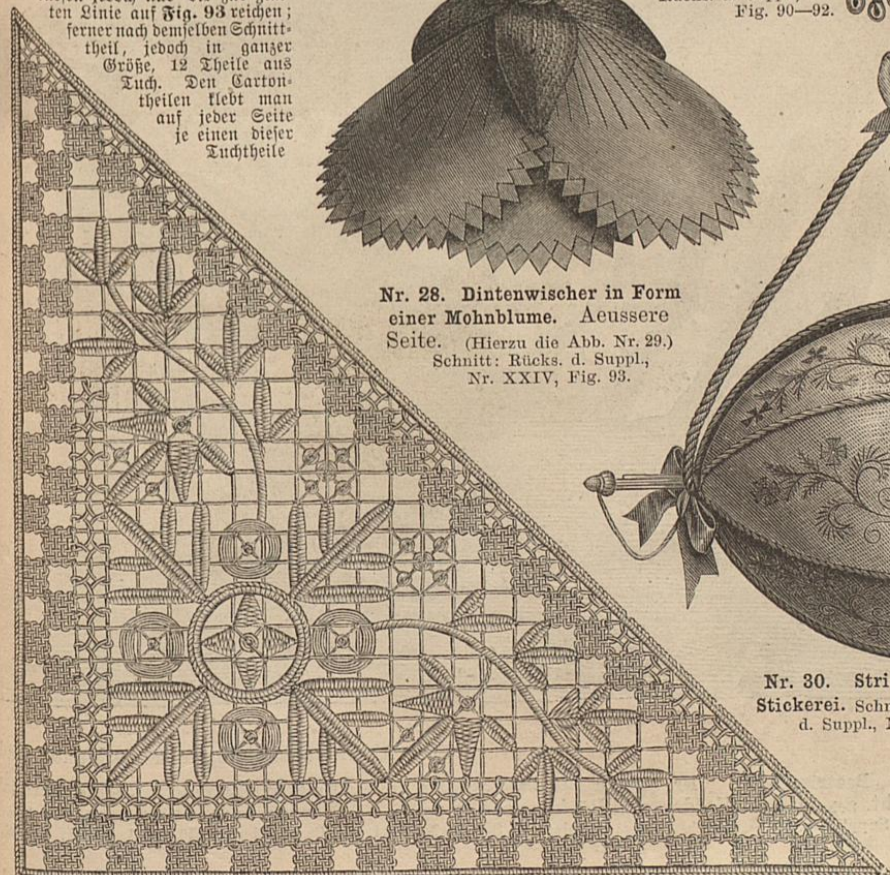 ten Linie auf Fig. 93 reichen;
ferner nach demselben Schnitt-
theil, jedoch in ganzer
Größe, 12 Theile aus
Tuch. Den Carton-
theilen klebt man
auf jeder Seite
je einen dieser
Tuchtheile
Fig. 90—92.
Nr. 28. Dintenwischer in Form
einer Mohnblume. Aeussere
Seite. (Hierzu die Abb. Nr. 29.)
Schnitt: Rücks. d. Suppl.,
Nr. XXIV, Fig. 93.
Nr. 30. Stri
Stickerei. Schn
d. Suppl.,